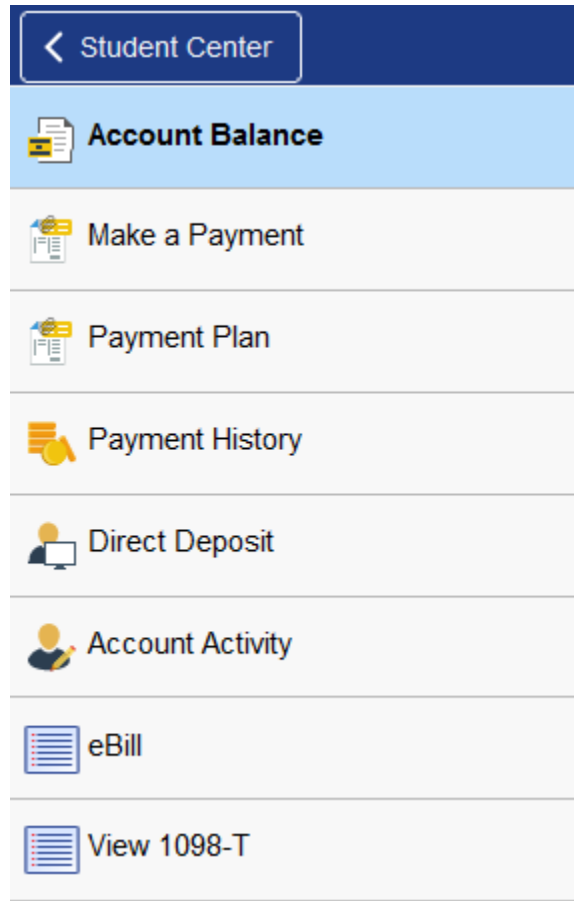 Student Center
Account Balance
Make a Payment
Payment Plan
Payment History
Direct Deposit
Account Activity
eBill
View 1098-T